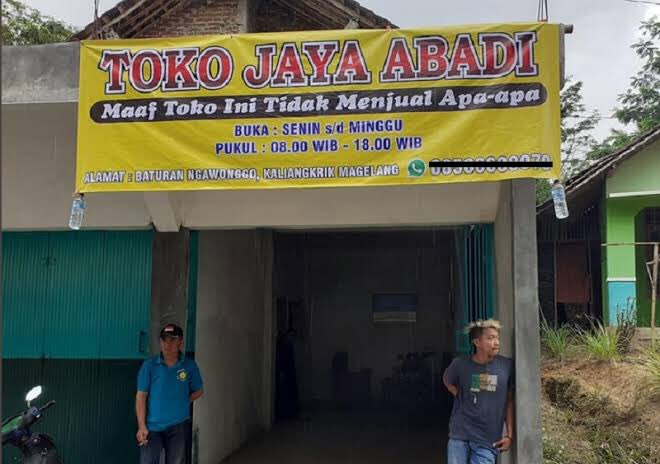 TOKO JAYA ABADI
Maaf Toko Ini Tidak Menjual Apa-apa
BUKA : SENIN s/d MINGGU
PUKUL : 08.00 WIB - 18.00 WIB
ALAMAT : BATURAN NGAWONGGO, KALIANGKRIK MAGELANG